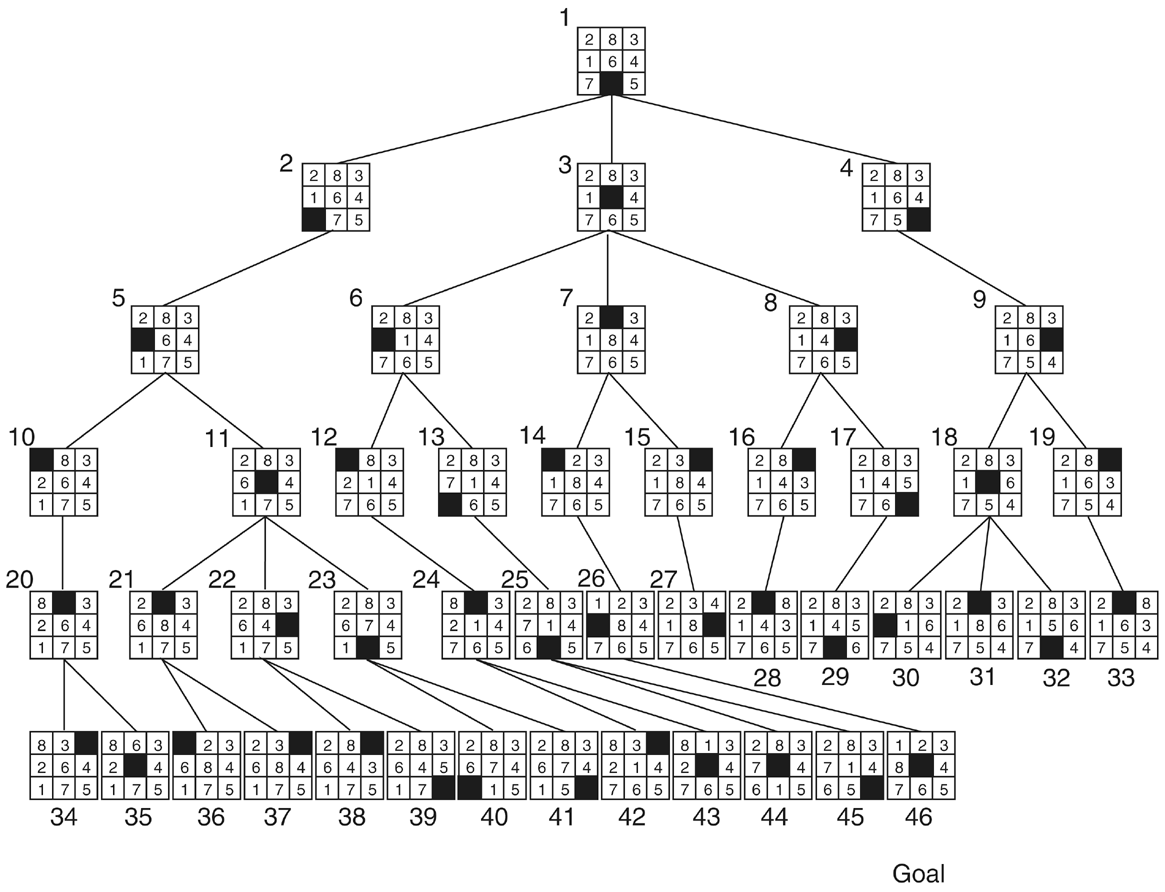 1
2 8 3
1 6 4
7 5
2
2 8 3
1 6 4
7 5
3
2 8 3
1 4
7 6 5
4
2 8 3
1 6 4
7 5
5
2 8 3
6 4
1 7 5
6
2 8 3
1 4
7 6 5
7
2 3
1 8 4
7 6 5
8
2 8 3
1 4
7 6 5
9
2 8 3
1 6
7 5 4
10
8 3
2 6 4
1 7 5
11
2 8 3
6 4
1 7 5
12
8 3
2 1 4
7 6 5
13
2 8 3
7 1 4
6 5
14
2 3
1 8 4
7 6 5
15
2 3
1 8 4
7 6 5
16
2 8
1 4 3
7 6 5
17
2 8 3
1 4 5
7 6
18
2 8 3
1 6
7 5 4
19
2 8
1 6 3
7 5 4
20
8 3
2 6 4
1 7 5
21
2 3
6 8 4
1 7 5
22
2 8 3
6 4
1 7 5
23
2 8 3
6 7 4
1 5
24
8 3
2 1 4
7 6 5
25
2 8 3
7 1 4
6 5
26
1 2 3
8 4
7 6 5
27
2 3 4
1 8
7 6 5
2 8
1 4 3
7 6 5
28
2 8 3
1 4 5
7 6
29
2 8 3
1 6
7 5 4
30
2 3
1 8 6
7 5 4
31
2 8 3
1 5 6
7 4
32
2 8
1 6 3
7 5 4
33
8 3
2 6 4
1 7 5
34
8 6 3
2 4
1 7 5
35
2 3
6 8 4
1 7 5
36
2 3
6 8 4
1 7 5
37
2 8
6 4 3
1 7 5
38
2 8 3
6 4 5
1 7
39
2 8 3
6 7 4
1 5
40
2 8 3
6 7 4
1 5
41
8 3
2 1 4
7 6 5
42
8 1 3
2 4
7 6 5
43
2 8 3
7 4
6 1 5
44
2 8 3
7 1 4
6 5
45
1 2 3
8 4
7 6 5
46
Goal